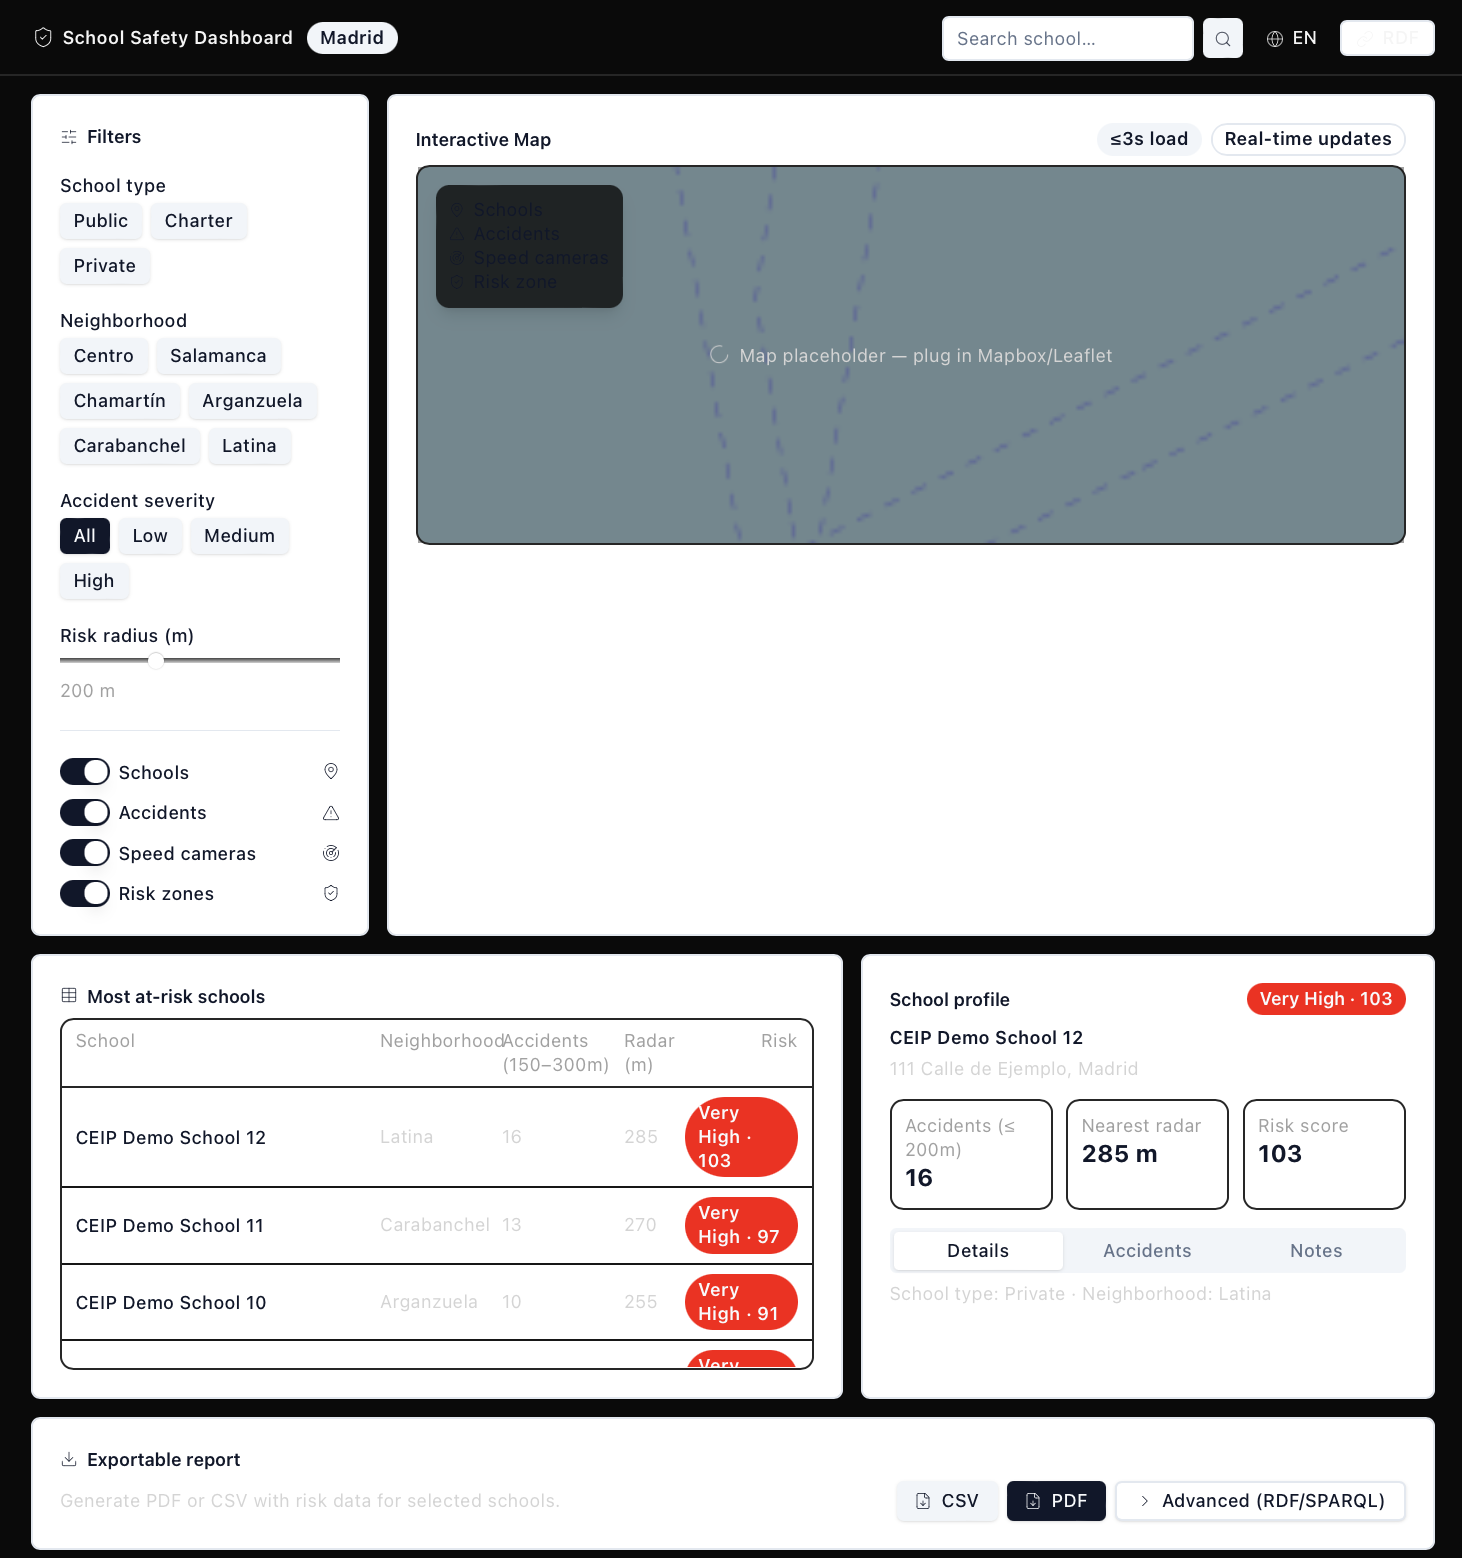 School Safety Dashboard
Madrid
Search school...
EN
RDF
Filters
School type
Public
Charter
Private
Neighborhood
Centro
Salamanca
Chamartín
Arganzuela
Carabanchel
Latina
Accident severity
All
Low
Medium
High
Risk radius (m)
200 m
Schools
Accidents
Speed cameras
Risk zones
Interactive Map
≤3s load
Real-time updates
Schools
Accidents
Speed cameras
Risk zone
Map placeholder — plug in Mapbox/Leaflet
Most at-risk schools
School Neighborhood Accidents Radar Risk
(150–300m) (m)
CEIP Demo School 12 Latina 16 285 Very High · 103
CEIP Demo School 11 Carabanchel 13 270 Very High · 97
CEIP Demo School 10 Arganzuela 10 255 Very High · 91
Very
School profile
Very High · 103
CEIP Demo School 12
111 Calle de Ejemplo, Madrid
Accidents (≤
200m)
16
Nearest radar
285 m
Risk score
103
Details
Accidents
Notes
School type: Private · Neighborhood: Latina
Exportable report
Generate PDF or CSV with risk data for selected schools.
CSV
PDF
Advanced (RDF/SPARQL)